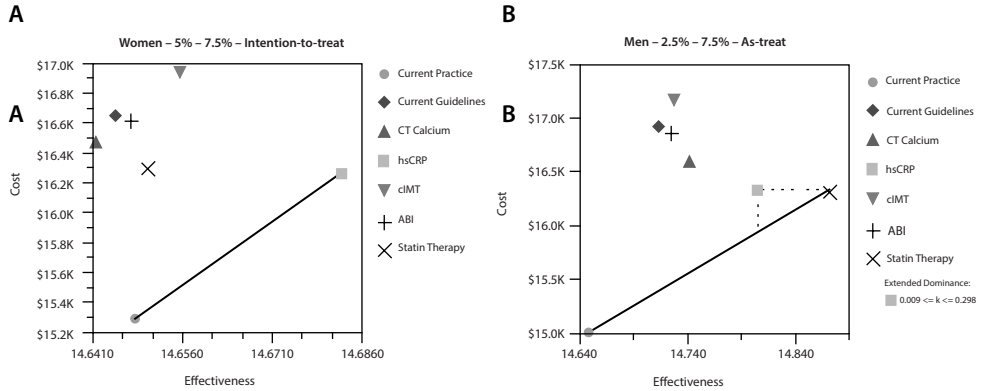 A
Women – 5% – 7.5% – Intention-to-treat
A
$17.0K
$16.8K
$16.6K
$16.4K
$16.2K
$16.0K
$15.8K
$15.6K
$15.4K
$15.2K
Cost
14.6410
14.6560
14.6710
14.6860
Effectiveness
Current Practice
Current Guidelines
CT Calcium
hsCRP
cIMT
ABI
Statin Therapy
B
Men – 2.5% – 7.5% – As-treat
B
$17.5K
$17.0K
$16.5K
$16.0K
$15.5K
$15.0K
Cost
14.640
14.740
14.840
Effectiveness
Current Practice
Current Guidelines
CT Calcium
hsCRP
cIMT
ABI
Statin Therapy
Extended Dominance:
0.009 <= k <= 0.298